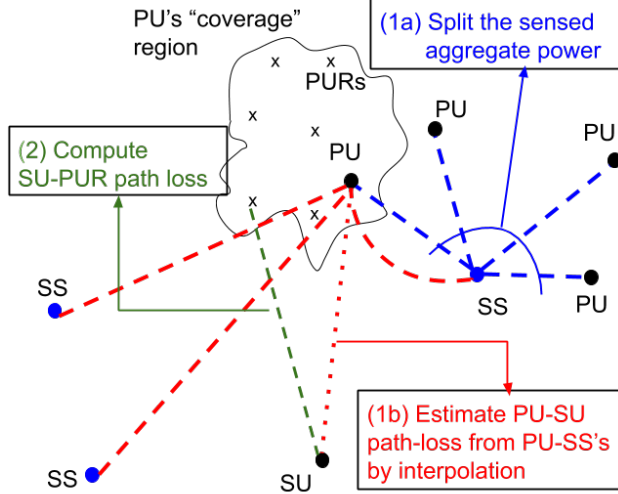 PU's “coverage”
region
(1a) Split the sensed
aggregate power
x
x
PURs
x
x
PU
PU
PU
(2) Compute
SU-PUR path loss
x
x
SS
SS
PU
(1b) Estimate PU-SU
path-loss from PU-SS's
by interpolation
SS
SU